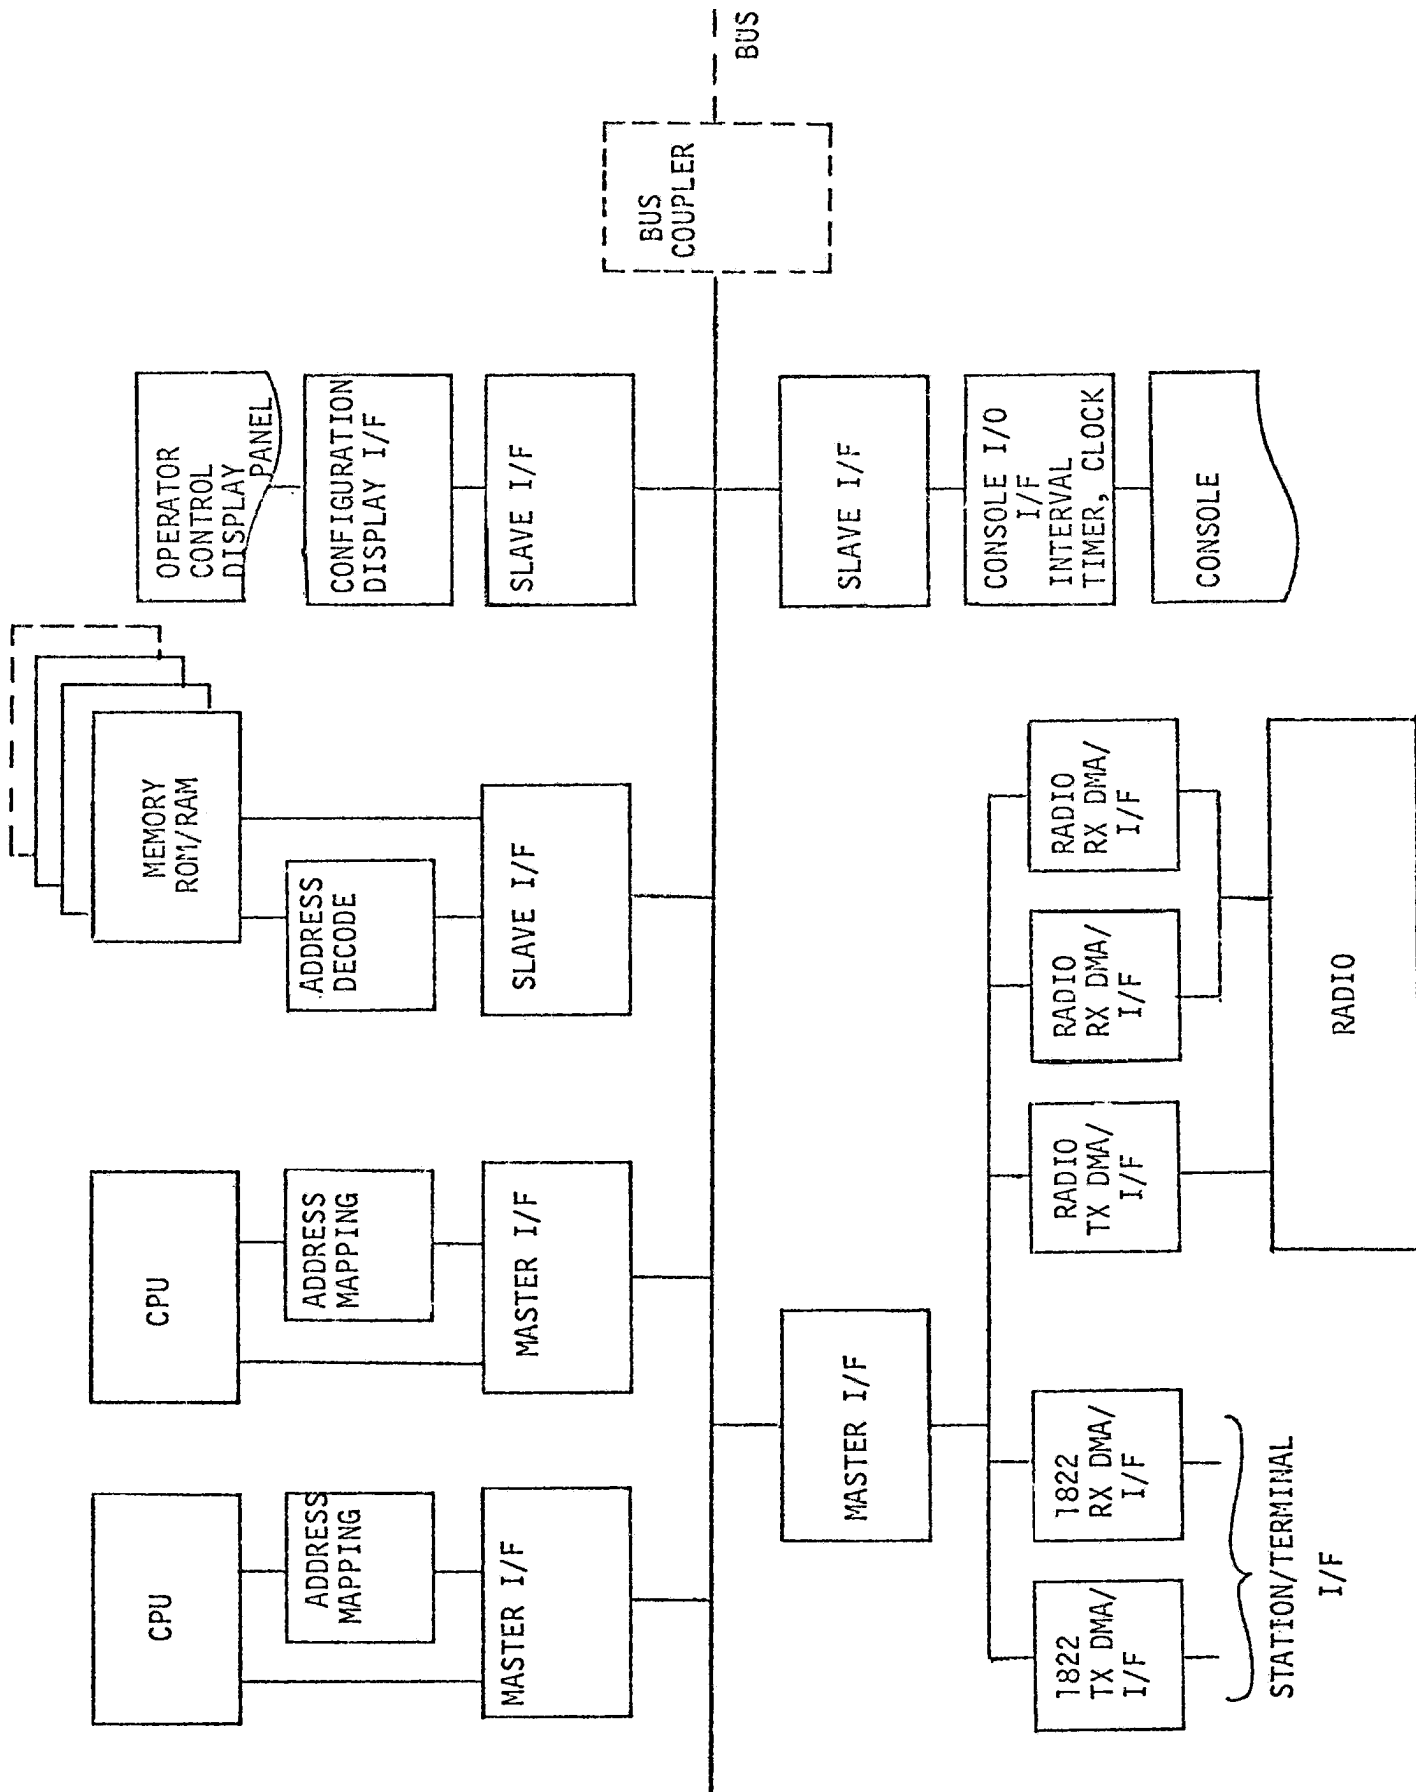 CPU
ADDRESS
MAPPING
MASTER I/F
CPU
ADDRESS
MAPPING
MASTER I/F
MEMORY
ROM/RAM
ADDRESS
DECODE
SLAVE I/F
OPERATOR
CONTROL
DISPLAY
PANEL
CONFIGURATION
DISPLAY I/F
SLAVE I/F
BUS
COUPLER
BUS
MASTER I/F
1822
TX DMA/
I/F
1822
RX DMA/
I/F
STATION/TERMINAL
I/F
RADIO
TX DMA/
I/F
RADIO
RX DMA/
I/F
RADIO
RX DMA/
I/F
RADIO
SLAVE I/F
CONSOLE I/O
I/F
INTERVAL
TIMER, CLOCK
CONSOLE